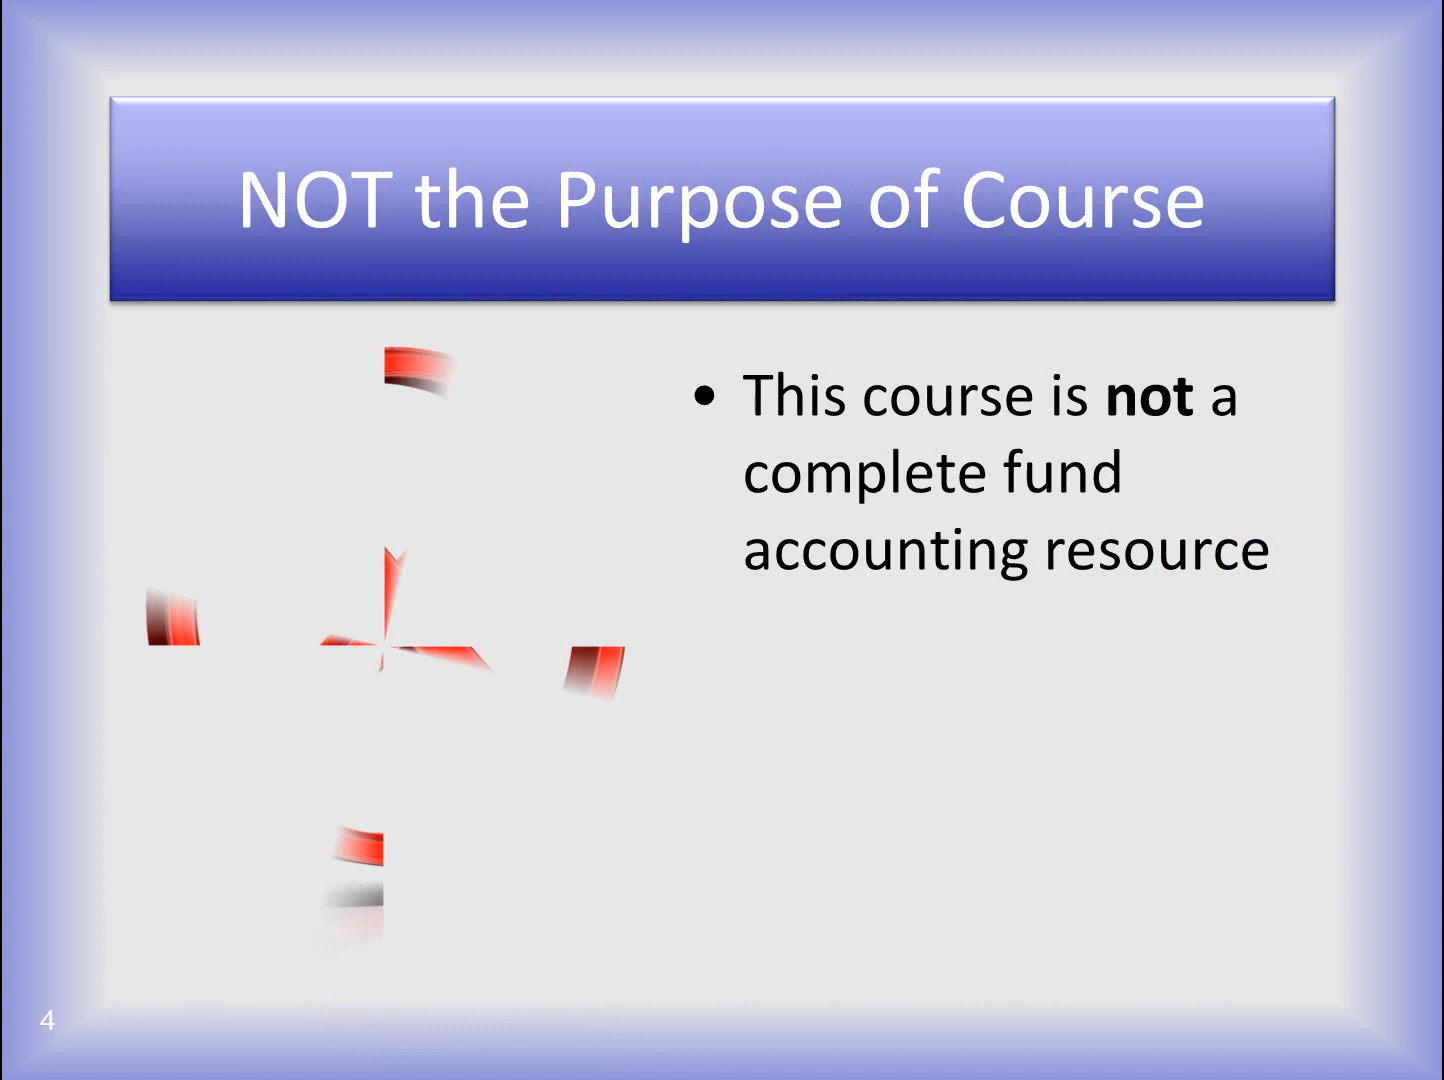 NOT the Purpose of Course
• This course is not a
complete fund
accounting resource
4